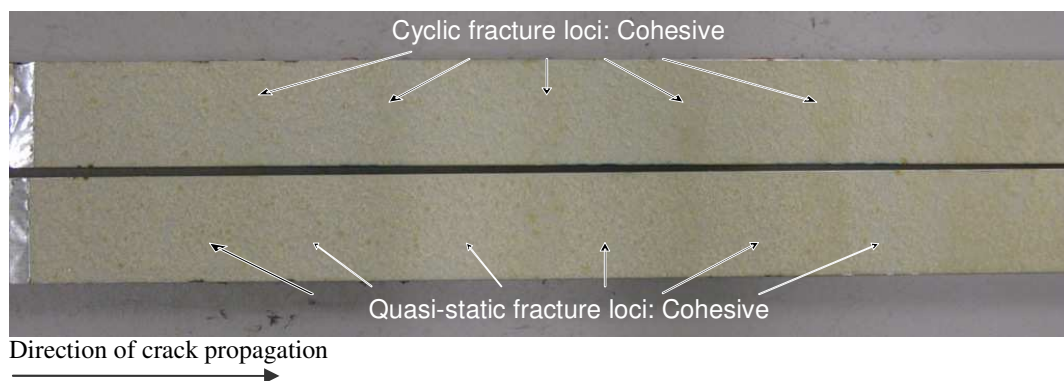 Cyclic fracture loci: Cohesive
Quasi-static fracture loci: Cohesive
Direction of crack propagation